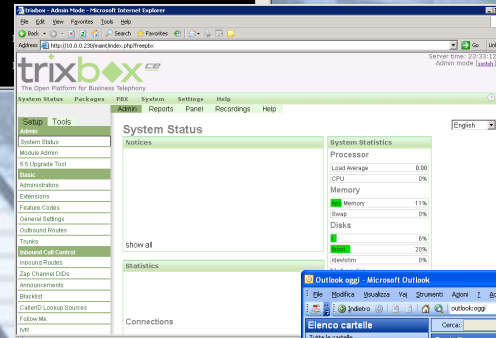 trixbox - Admin Mode - Microsoft Internet Explorer
File Edit View Favorites Tools Help
Back Search Favorites
Address http://10.0.0.230/maint/index.php?freepbx Go Link
trixbox CE
The Open Platform for Business Telephony
Server time: 23:33:12
Admin mode [switch]
System Status Packages PBX System Settings Help
Admin Reports Panel Recordings Help
English
Setup Tools
Admin
System Status
Module Admin
5.5 Upgrade Tool
Basic
Administrators
Extensions
Feature Codes
General Settings
Outbound Routes
Trunks
Inbound Call Control
Inbound Routes
Zap Channel DIDs
Announcements
Blacklist
CallerID Lookup Sources
Follow Me
IVR
System Status
Notices
show all
Statistics
Connections
System Statistics
Processor
Load Average 0.00
CPU 0%
Memory
App Memory 11%
Swap 0%
Disks
/ 6%
/boot 20%
/dev/shm 0%
Outlook oggi - Microsoft Outlook
File Modifica Visualizza Vai Strumenti Azioni ?
Indietro outlook:oggi
Elenco cartelle
Cerca:
Tutte le cartelle